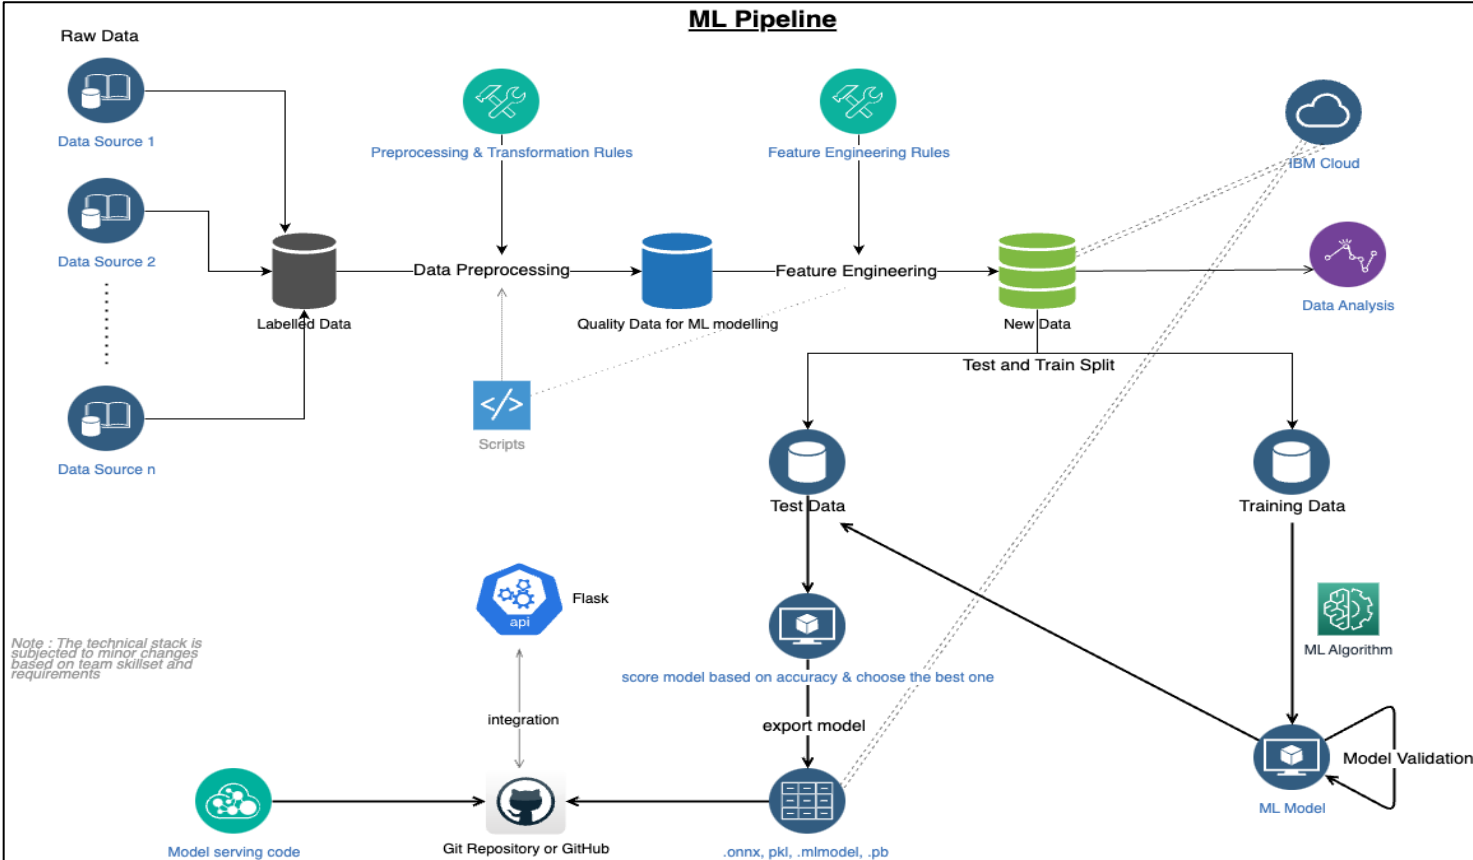 ML Pipeline
Raw Data
Data Source 1
Preprocessing & Transformation Rules
Feature Engineering Rules
IBM Cloud
Data Source 2
Data Preprocessing
Feature Engineering
Labelled Data
Quality Data for ML modelling
New Data
Data Analysis
Test and Train Split
</>
Scripts
Data Source n
Test Data
Training Data
api
Flask
Note : The technical stack is
subjected to minor changes
based on team skillset and
requirements
ML Algorithm
score model based on accuracy & choose the best one
integration
export model
Model Validation
ML Model
Model serving code
Git Repository or GitHub
.onnx, pkl, .mlmodel, .pb